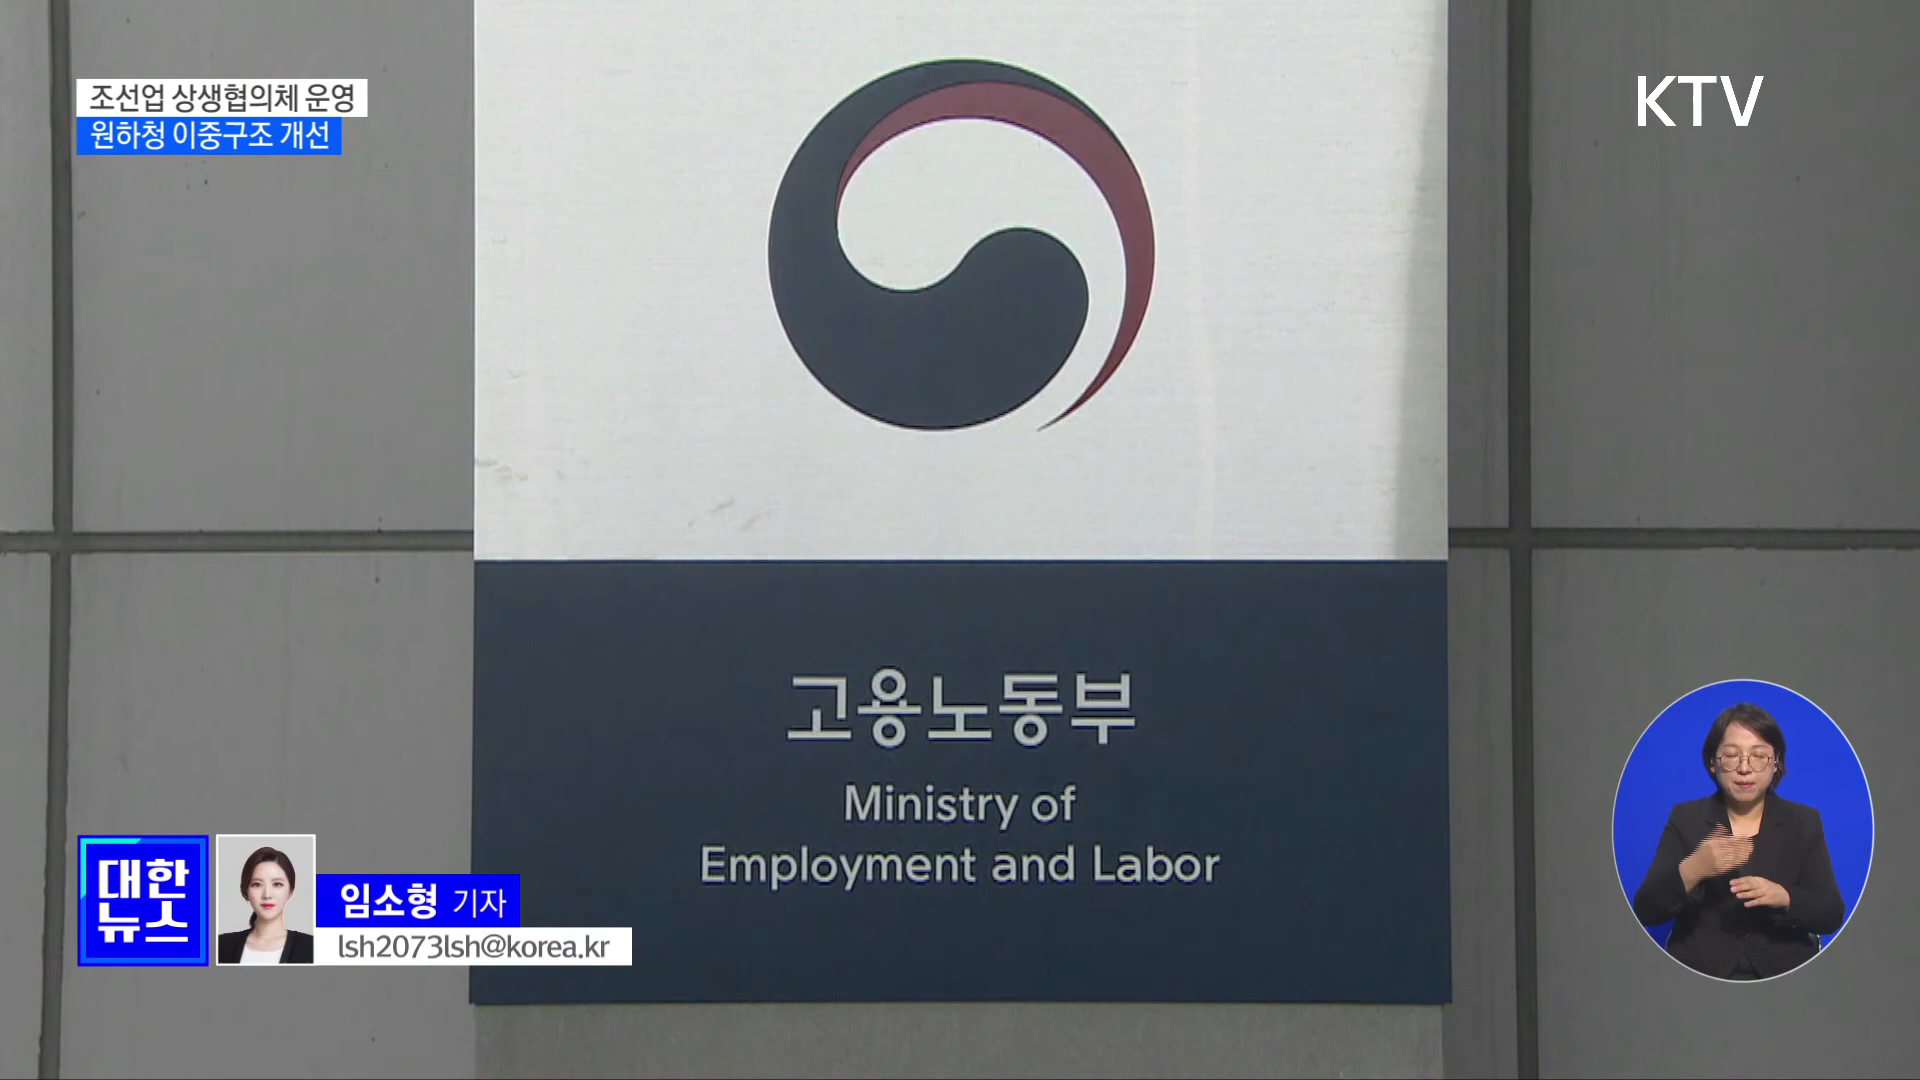 조선업 상생협의체 운영
원하청 이중구조 개선
KTV
고용노동부
Ministry of
Employment and Labor
대한
뉴스
임소형 기자
lsh2073lsh@korea.kr